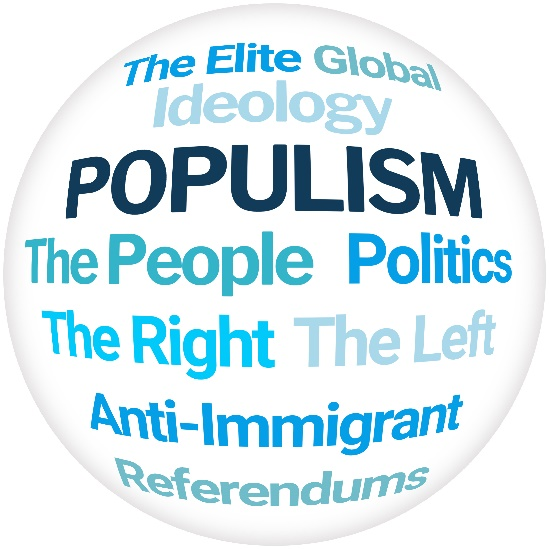 The Elite Global
Ideology
POPULISM
The People Politics
The Right The Left
Anti-Immigrant
Referendums